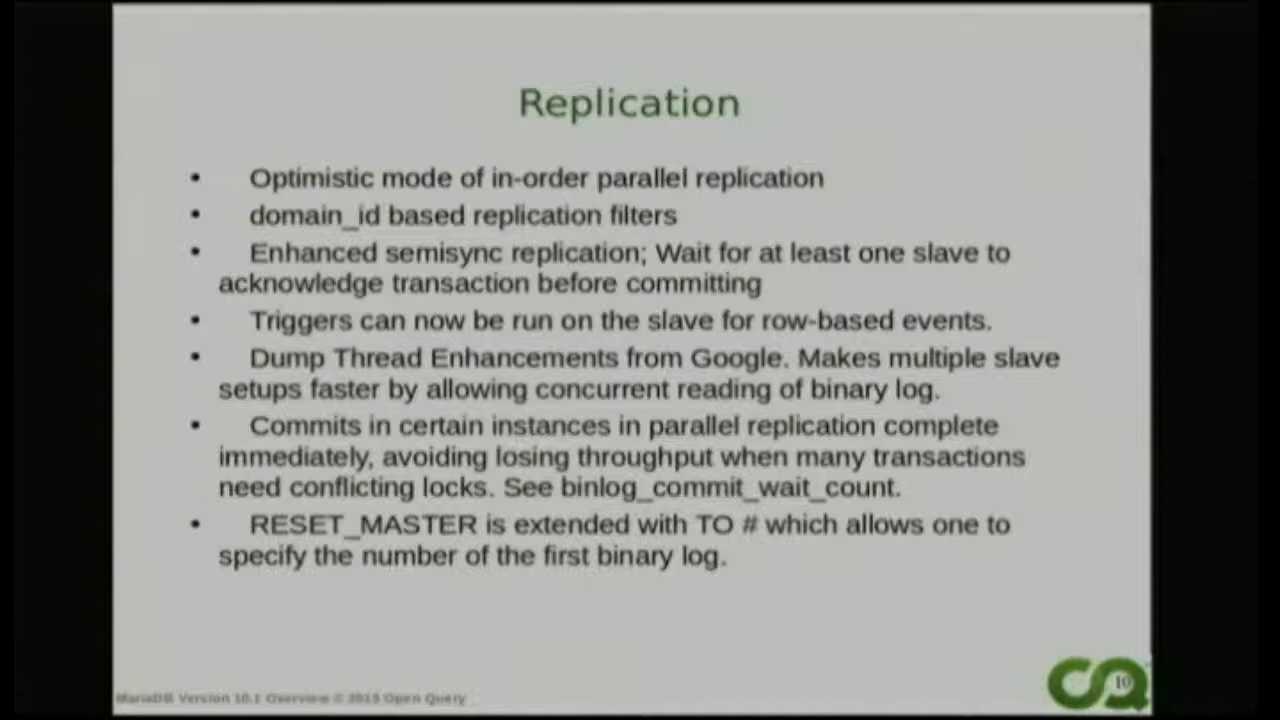 Replication
• Optimistic mode of in-order parallel replication
• domain_id based replication filters
• Enhanced semisync replication; Wait for at least one slave to
acknowledge transaction before committing
• Triggers can now be run on the slave for row-based events.
• Dump Thread Enhancements from Google. Makes multiple slave
setups faster by allowing concurrent reading of binary log.
• Commits in certain instances in parallel replication complete
immediately, avoiding losing throughput when many transactions
need conflicting locks. See binlog_commit_wait_count.
• RESET_MASTER is extended with TO # which allows one to
specify the number of the first binary log.
MariaDB Version 10.1 Overview © 2015 Open Query
10